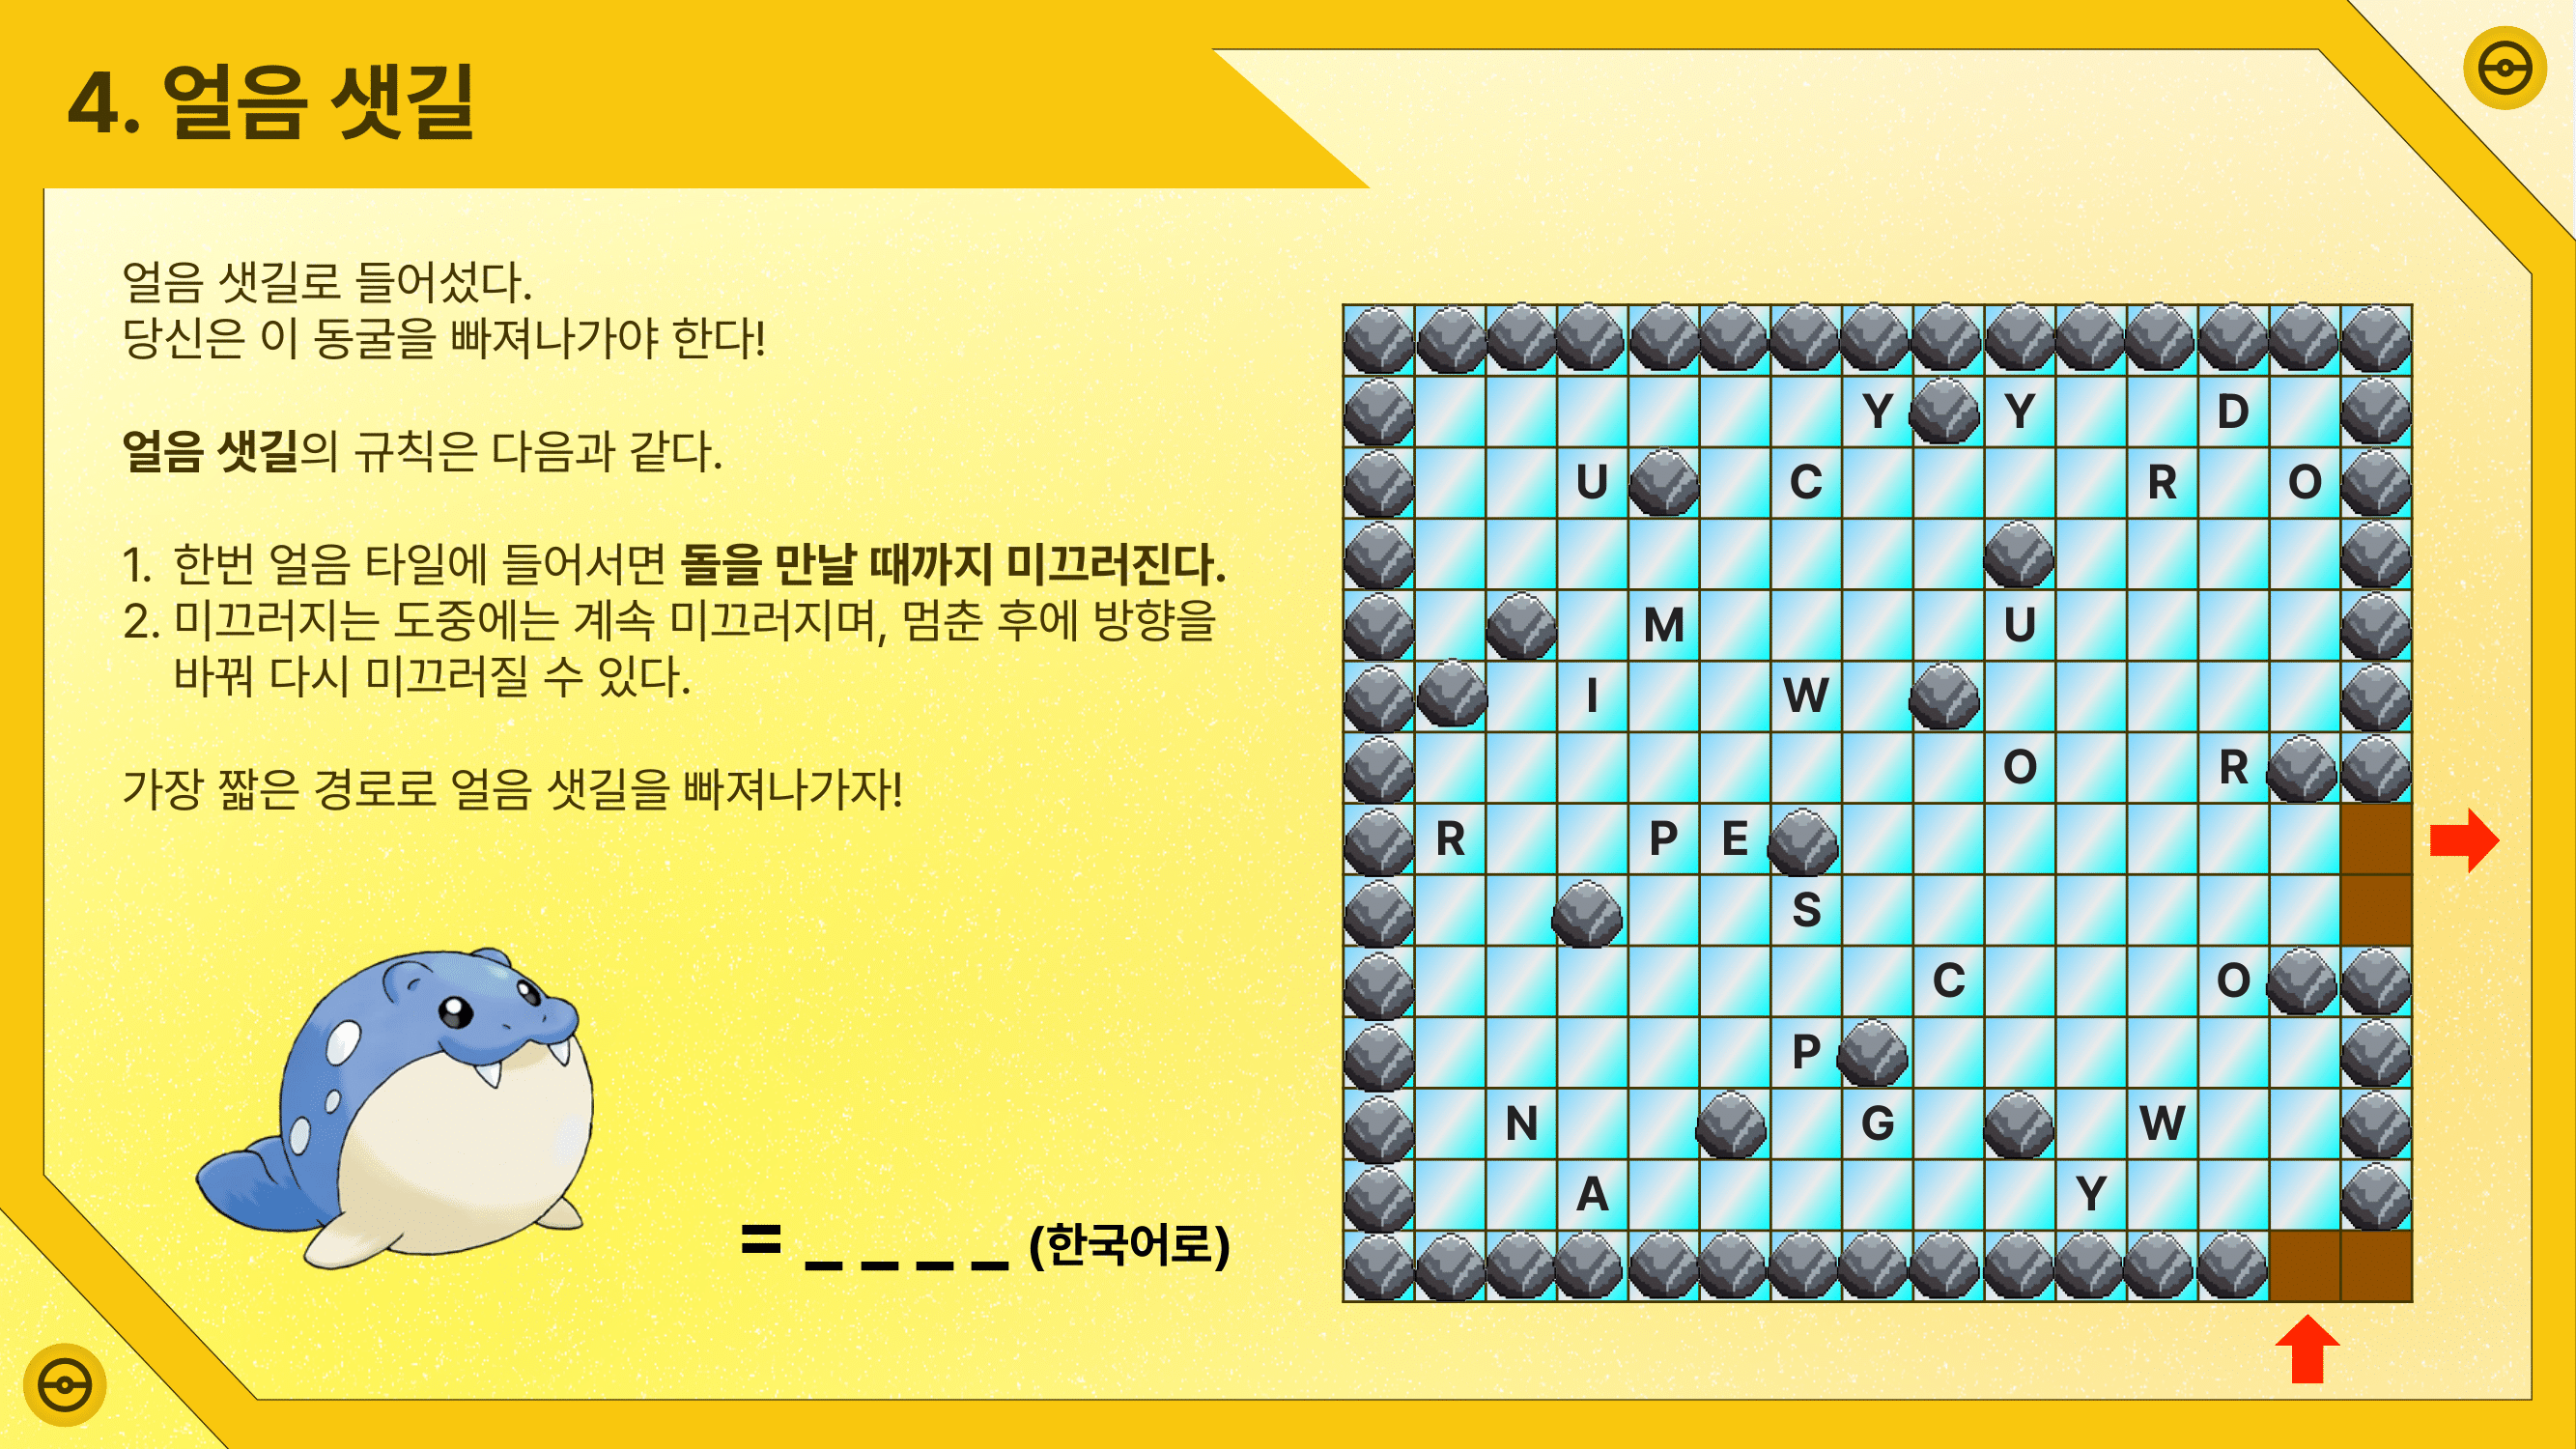 4. 얼음 샛길
얼음 샛길로 들어섰다.
당신은 이 동굴을 빠져나가야 한다!
얼음 샛길의 규칙은 다음과 같다.
1. 한번 얼음 타일에 들어서면 돌을 만날 때까지 미끄러진다.
2. 미끄러지는 도중에는 계속 미끄러지며, 멈춘 후에 방향을
바꿔 다시 미끄러질 수 있다.
가장 짧은 경로로 얼음 샛길을 빠져나가자!
= _ _ _ _ (한국어로)
Y Y D
U C R O
M U
I W
O R
R P E
S
C O
P
N G W
A Y